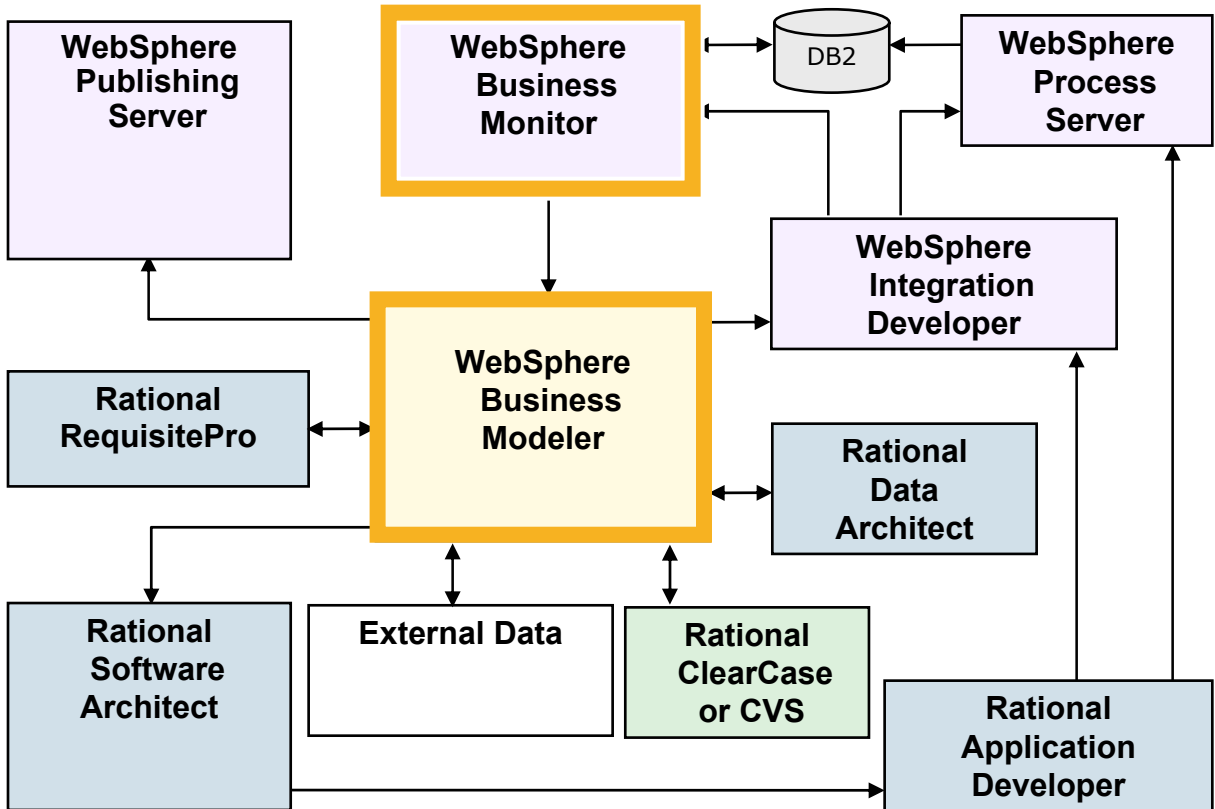 WebSphere
Publishing
Server
WebSphere
Business
Monitor
DB2
WebSphere
Process
Server
WebSphere
Integration
Developer
WebSphere
Business
Modeler
Rational
RequisitePro
Rational
Data
Architect
Rational
Software
Architect
External Data
Rational
ClearCase
or CVS
Rational
Application
Developer